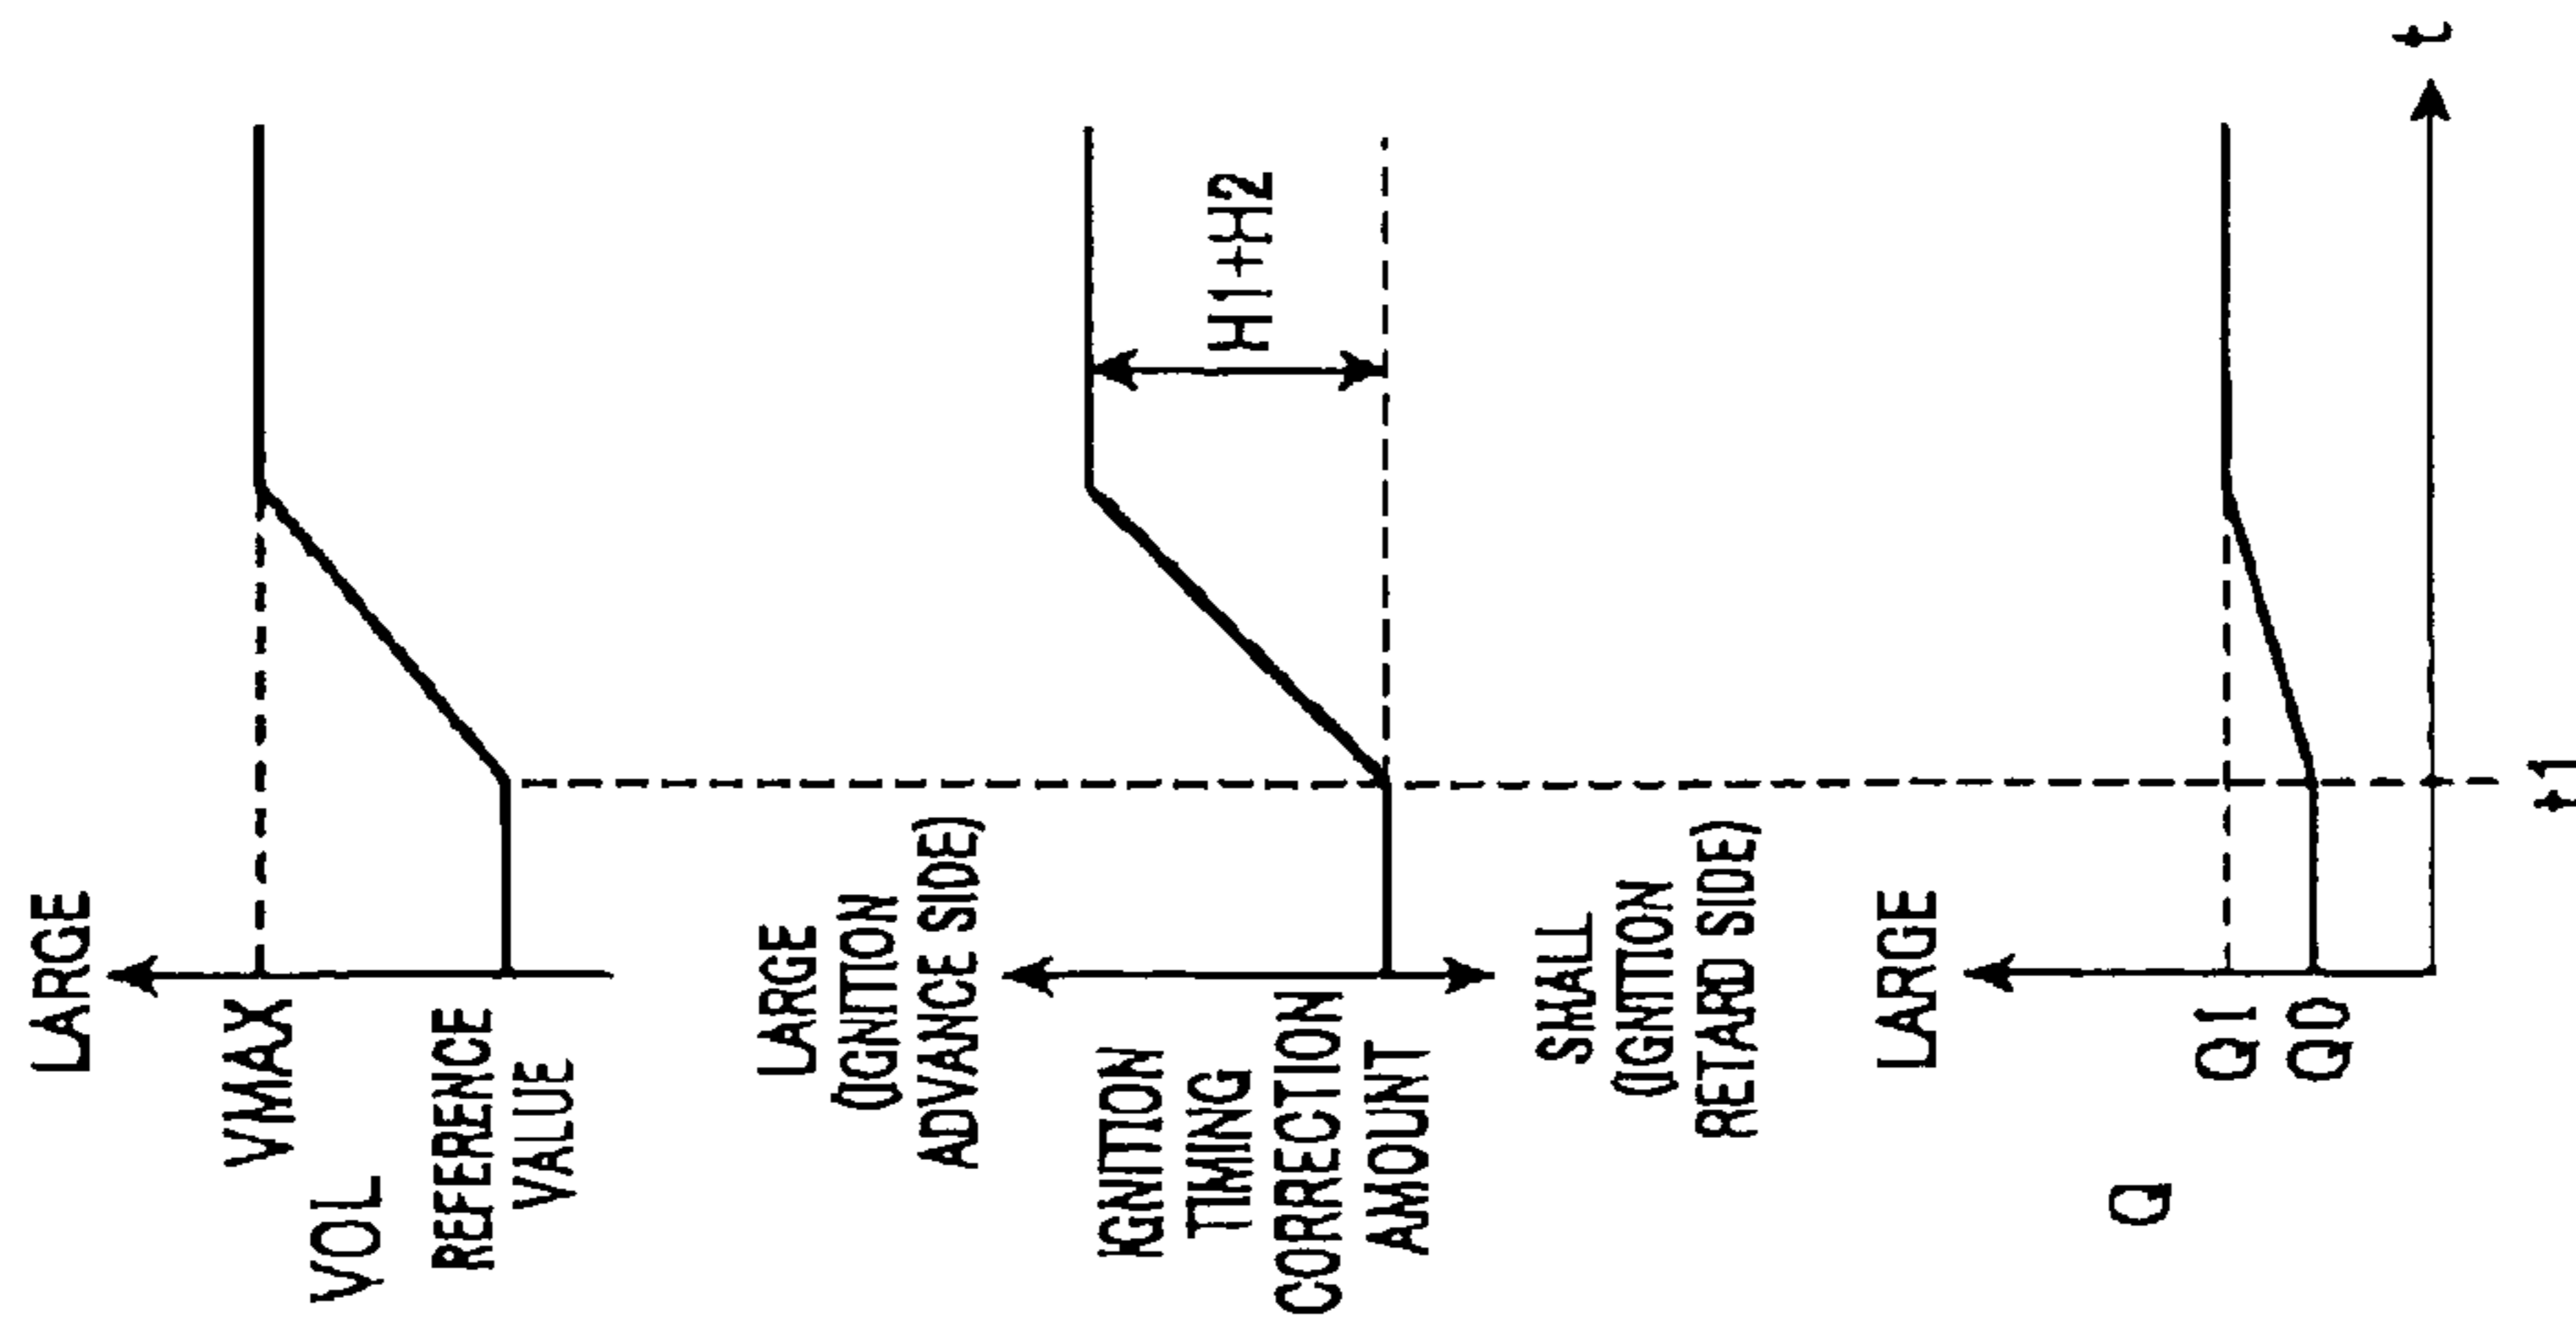 LARGE
VMAX
VOL
REFERENCE
VALUE
LARGE
(IGNITION
ADVANCE SIDE)
IGNITION
TIMING
CORRECTION
AMOUNT
H1+H2
SMALL
(IGNITION
RETARD SIDE)
LARGE
Q1
Q0
Q
t1
t